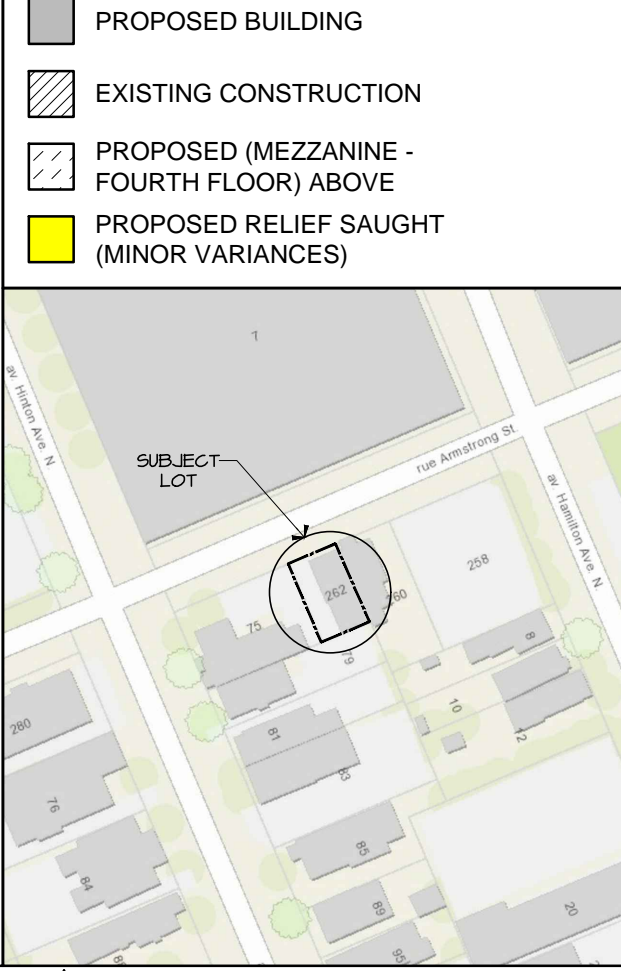 PROPOSED BUILDING
EXISTING CONSTRUCTION
PROPOSED (MEZZANINE -
FOURTH FLOOR) ABOVE
PROPOSED RELIEF SAUGHT
(MINOR VARIANCES)
7
av. Hinton Ave. N.
SUBJECT
LOT
rue Armstrong St.
av. Hamilton Ave. N.
258
262
260
75
79
8
10
12
280
81
83
76
85
84
89
20
95